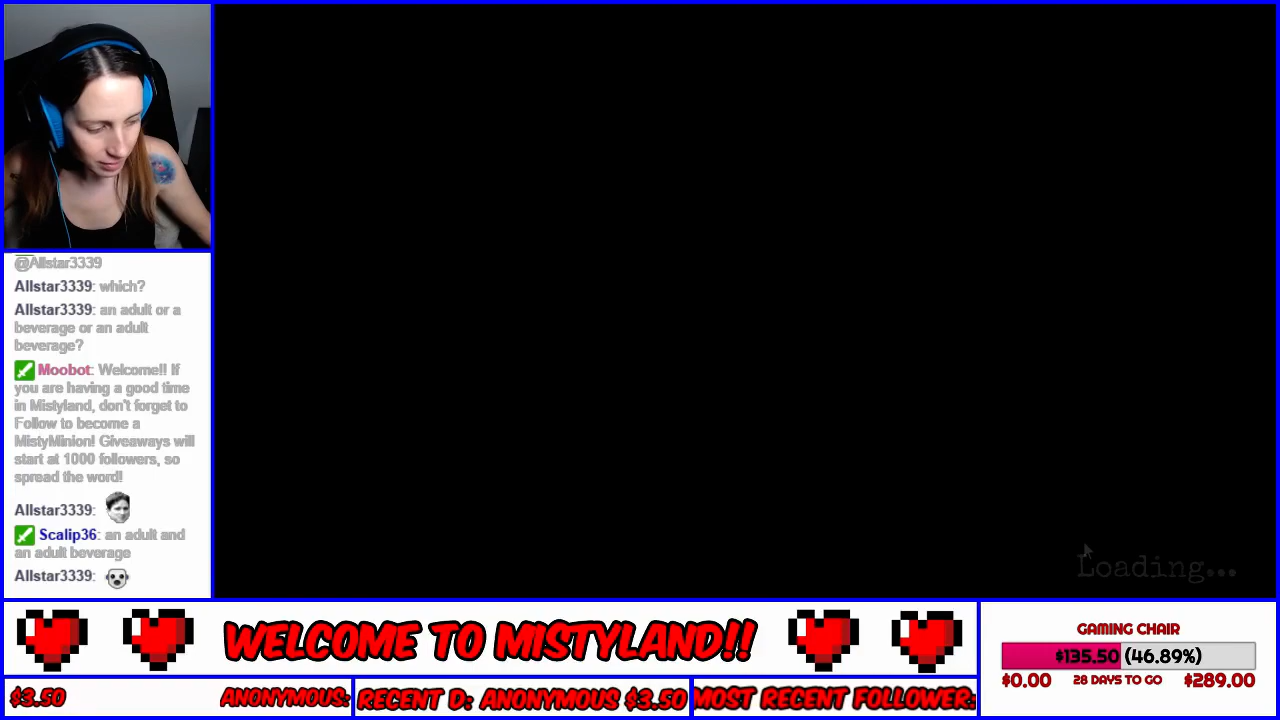 @Allstar3339
Allstar3339: which?
Allstar3339: an adult or a
beverage or an adult
beverage?
Moobot: Welcome!! If
you are having a good time
in Mistyland, don't forget to
Follow to become a
MistyMinion! Giveaways will
start at 1000 followers, so
spread the word!
Allstar3339:
Scalip36: an adult and
an adult beverage
Allstar3339:
Loading...
WELCOME TO MISTYLAND!!
GAMING CHAIR
$135.50 (46.89%)
$0.00 28 DAYS TO GO $289.00
$3.50 ANONYMOUS:
RECENT D: ANONYMOUS $3.50
MOST RECENT FOLLOWER: